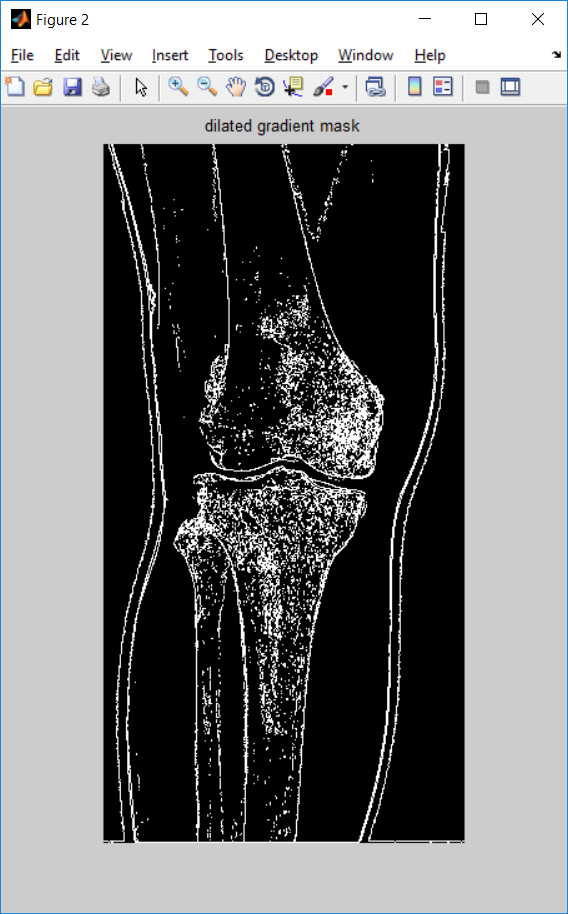 Figure 2
File Edit View Insert Tools Desktop Window Help
dilated gradient mask